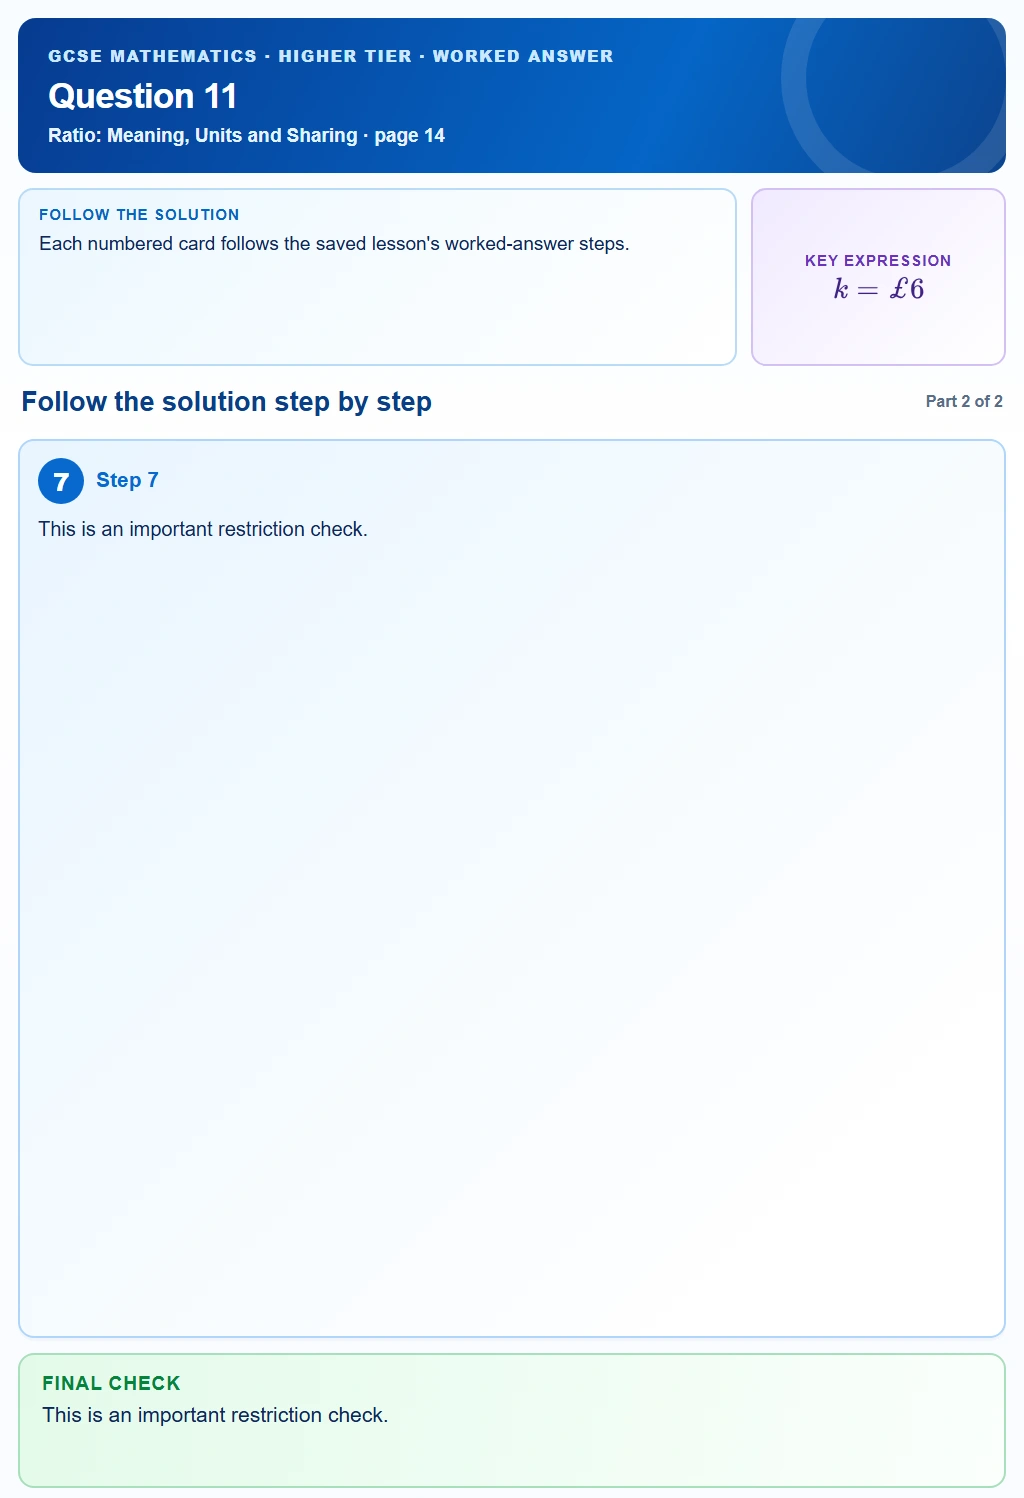 GCSE MATHEMATICS · HIGHER TIER · WORKED ANSWER
Question 11
Ratio: Meaning, Units and Sharing · page 14
FOLLOW THE SOLUTION
Each numbered card follows the saved lesson's worked-answer steps.
KEY EXPRESSION
k = £6
Follow the solution step by step
Part 2 of 2
7 Step 7
This is an important restriction check.
FINAL CHECK
This is an important restriction check.